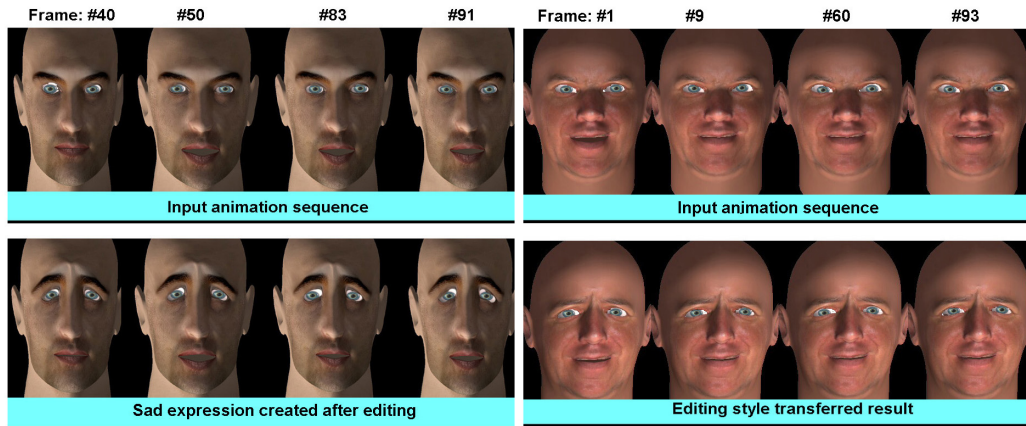 Frame: #40 #50 #83 #91
Frame: #1 #9 #60 #93
Input animation sequence
Input animation sequence
Sad expression created after editing
Editing style transferred result